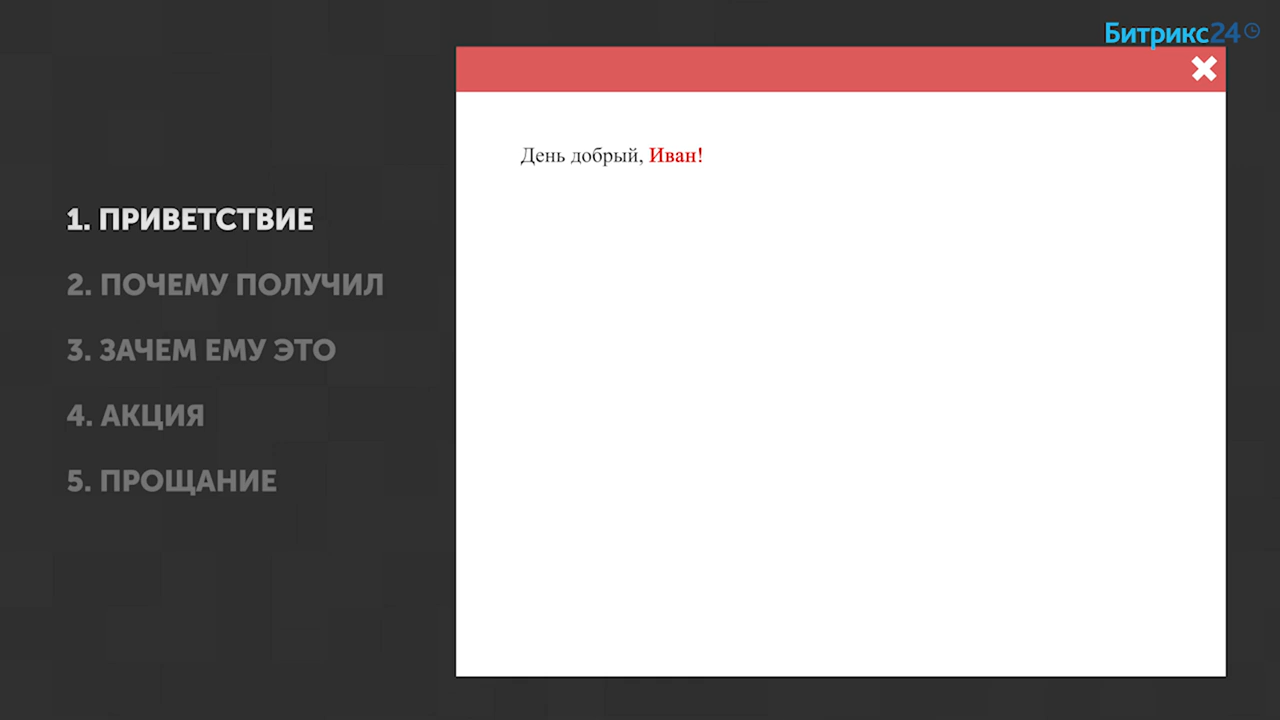 Битрикс24
День добрый, Иван!
1. ПРИВЕТСТВИЕ
2. ПОЧЕМУ ПОЛУЧИЛ
3. ЗАЧЕМ ЕМУ ЭТО
4. АКЦИЯ
5. ПРОЩАНИЕ